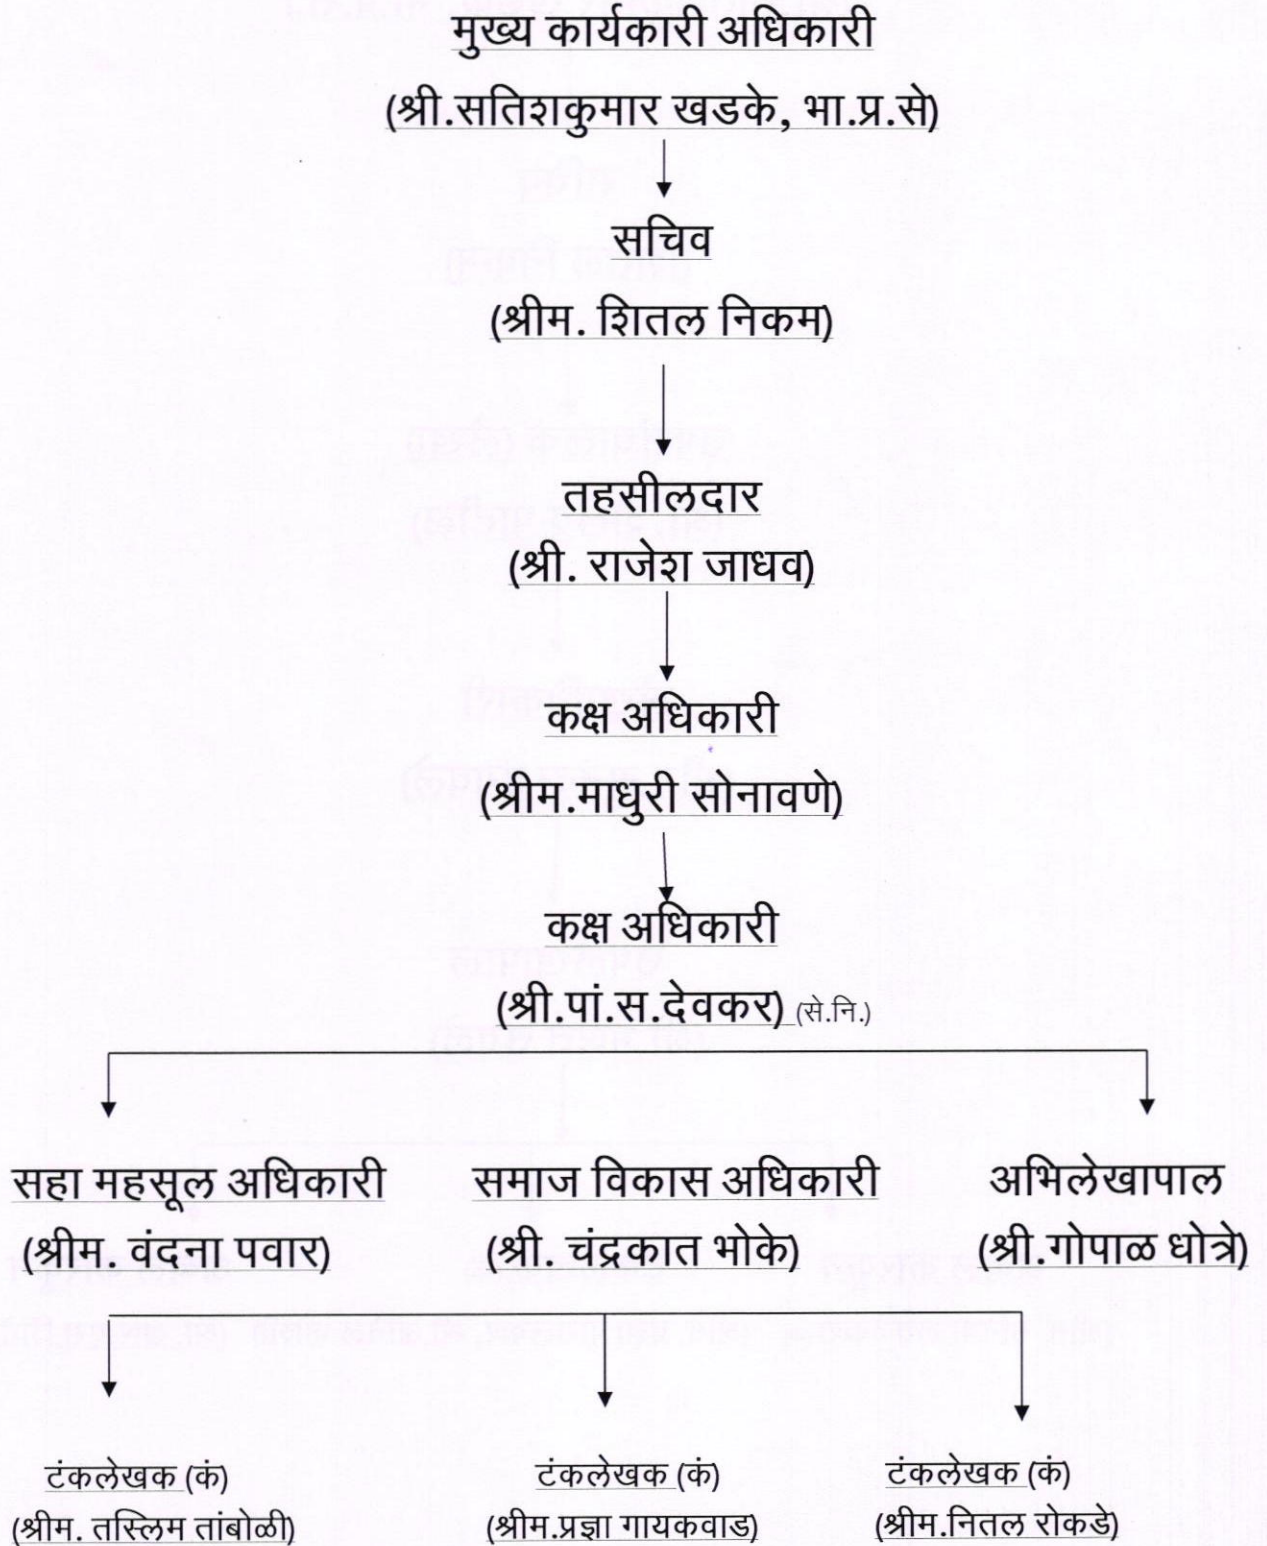 मुख्य कार्यकारी अधिकारी
(श्री.सतिशकुमार खडके, भा.प्र.से)
सचिव
(श्रीम. शितल निकम)
तहसीलदार
(श्री. राजेश जाधव)
कक्ष अधिकारी
(श्रीम.माधुरी सोनावणे)
कक्ष अधिकारी
(श्री.पां.स.देवकर) (से.नि.)
सहा महसूल अधिकारी समाज विकास अधिकारी अभिलेखापाल
(श्रीम. वंदना पवार) (श्री. चंद्रकात भोके) (श्री.गोपाळ धोत्रे)
टंकलेखक (कं) टंकलेखक (कं) टंकलेखक (कं)
(श्रीम. तस्लिम तांबोळी) (श्रीम.प्रज्ञा गायकवाड) (श्रीम.नितल रोकडे)